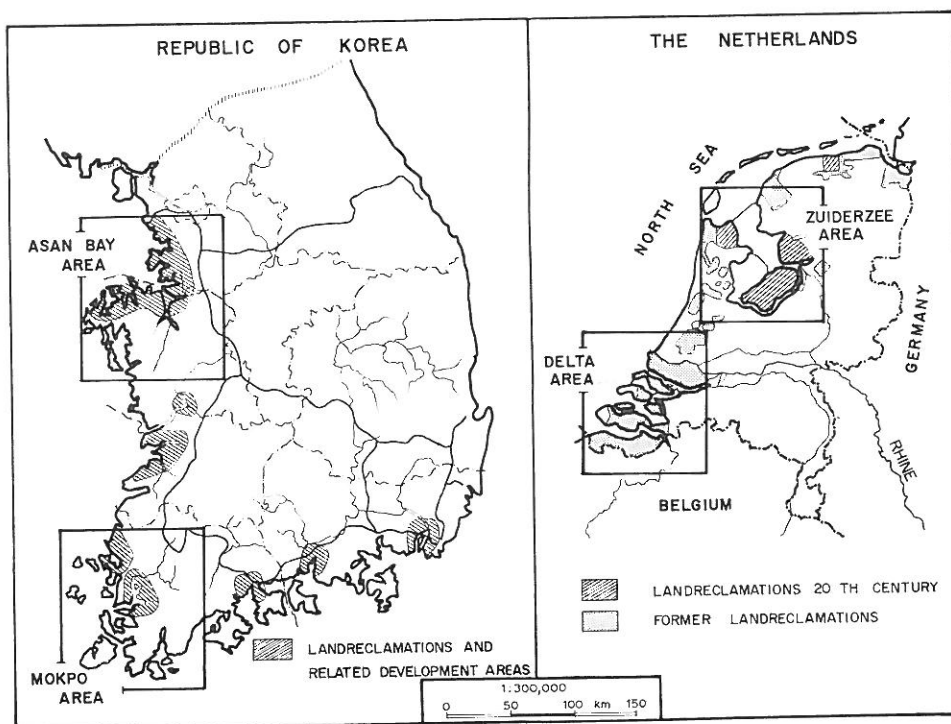 REPUBLIC OF KOREA
ASAN BAY
AREA
MOKPO
AREA
LANDRECLAMATIONS AND
RELATED DEVELOPMENT AREAS
THE NETHERLANDS
NORTH SEA
ZUIDERZEE
AREA
DELTA
AREA
GERMANY
RHINE
BELGIUM
LANDRECLAMATIONS 20 TH CENTURY
FORMER LANDRECLAMATIONS
1:300,000
0 50 100 km 150